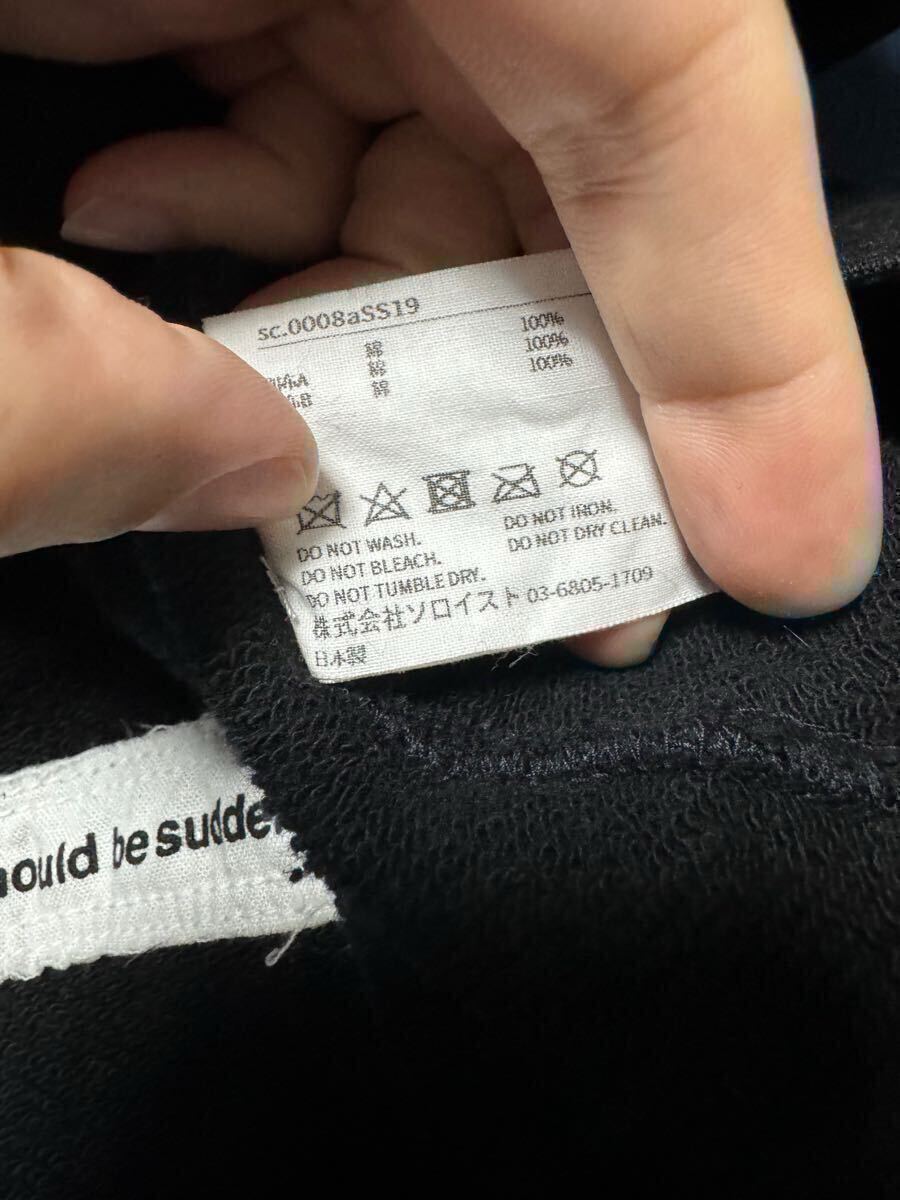 sc.0008aSS19
綿 100%
綿 100%
綿 100%
DO NOT WASH.
DO NOT BLEACH.
DO NOT TUMBLE DRY.
DO NOT IRON.
DO NOT DRY CLEAN.
株式会社ソロイスト 03-6805-1709
日本製
be